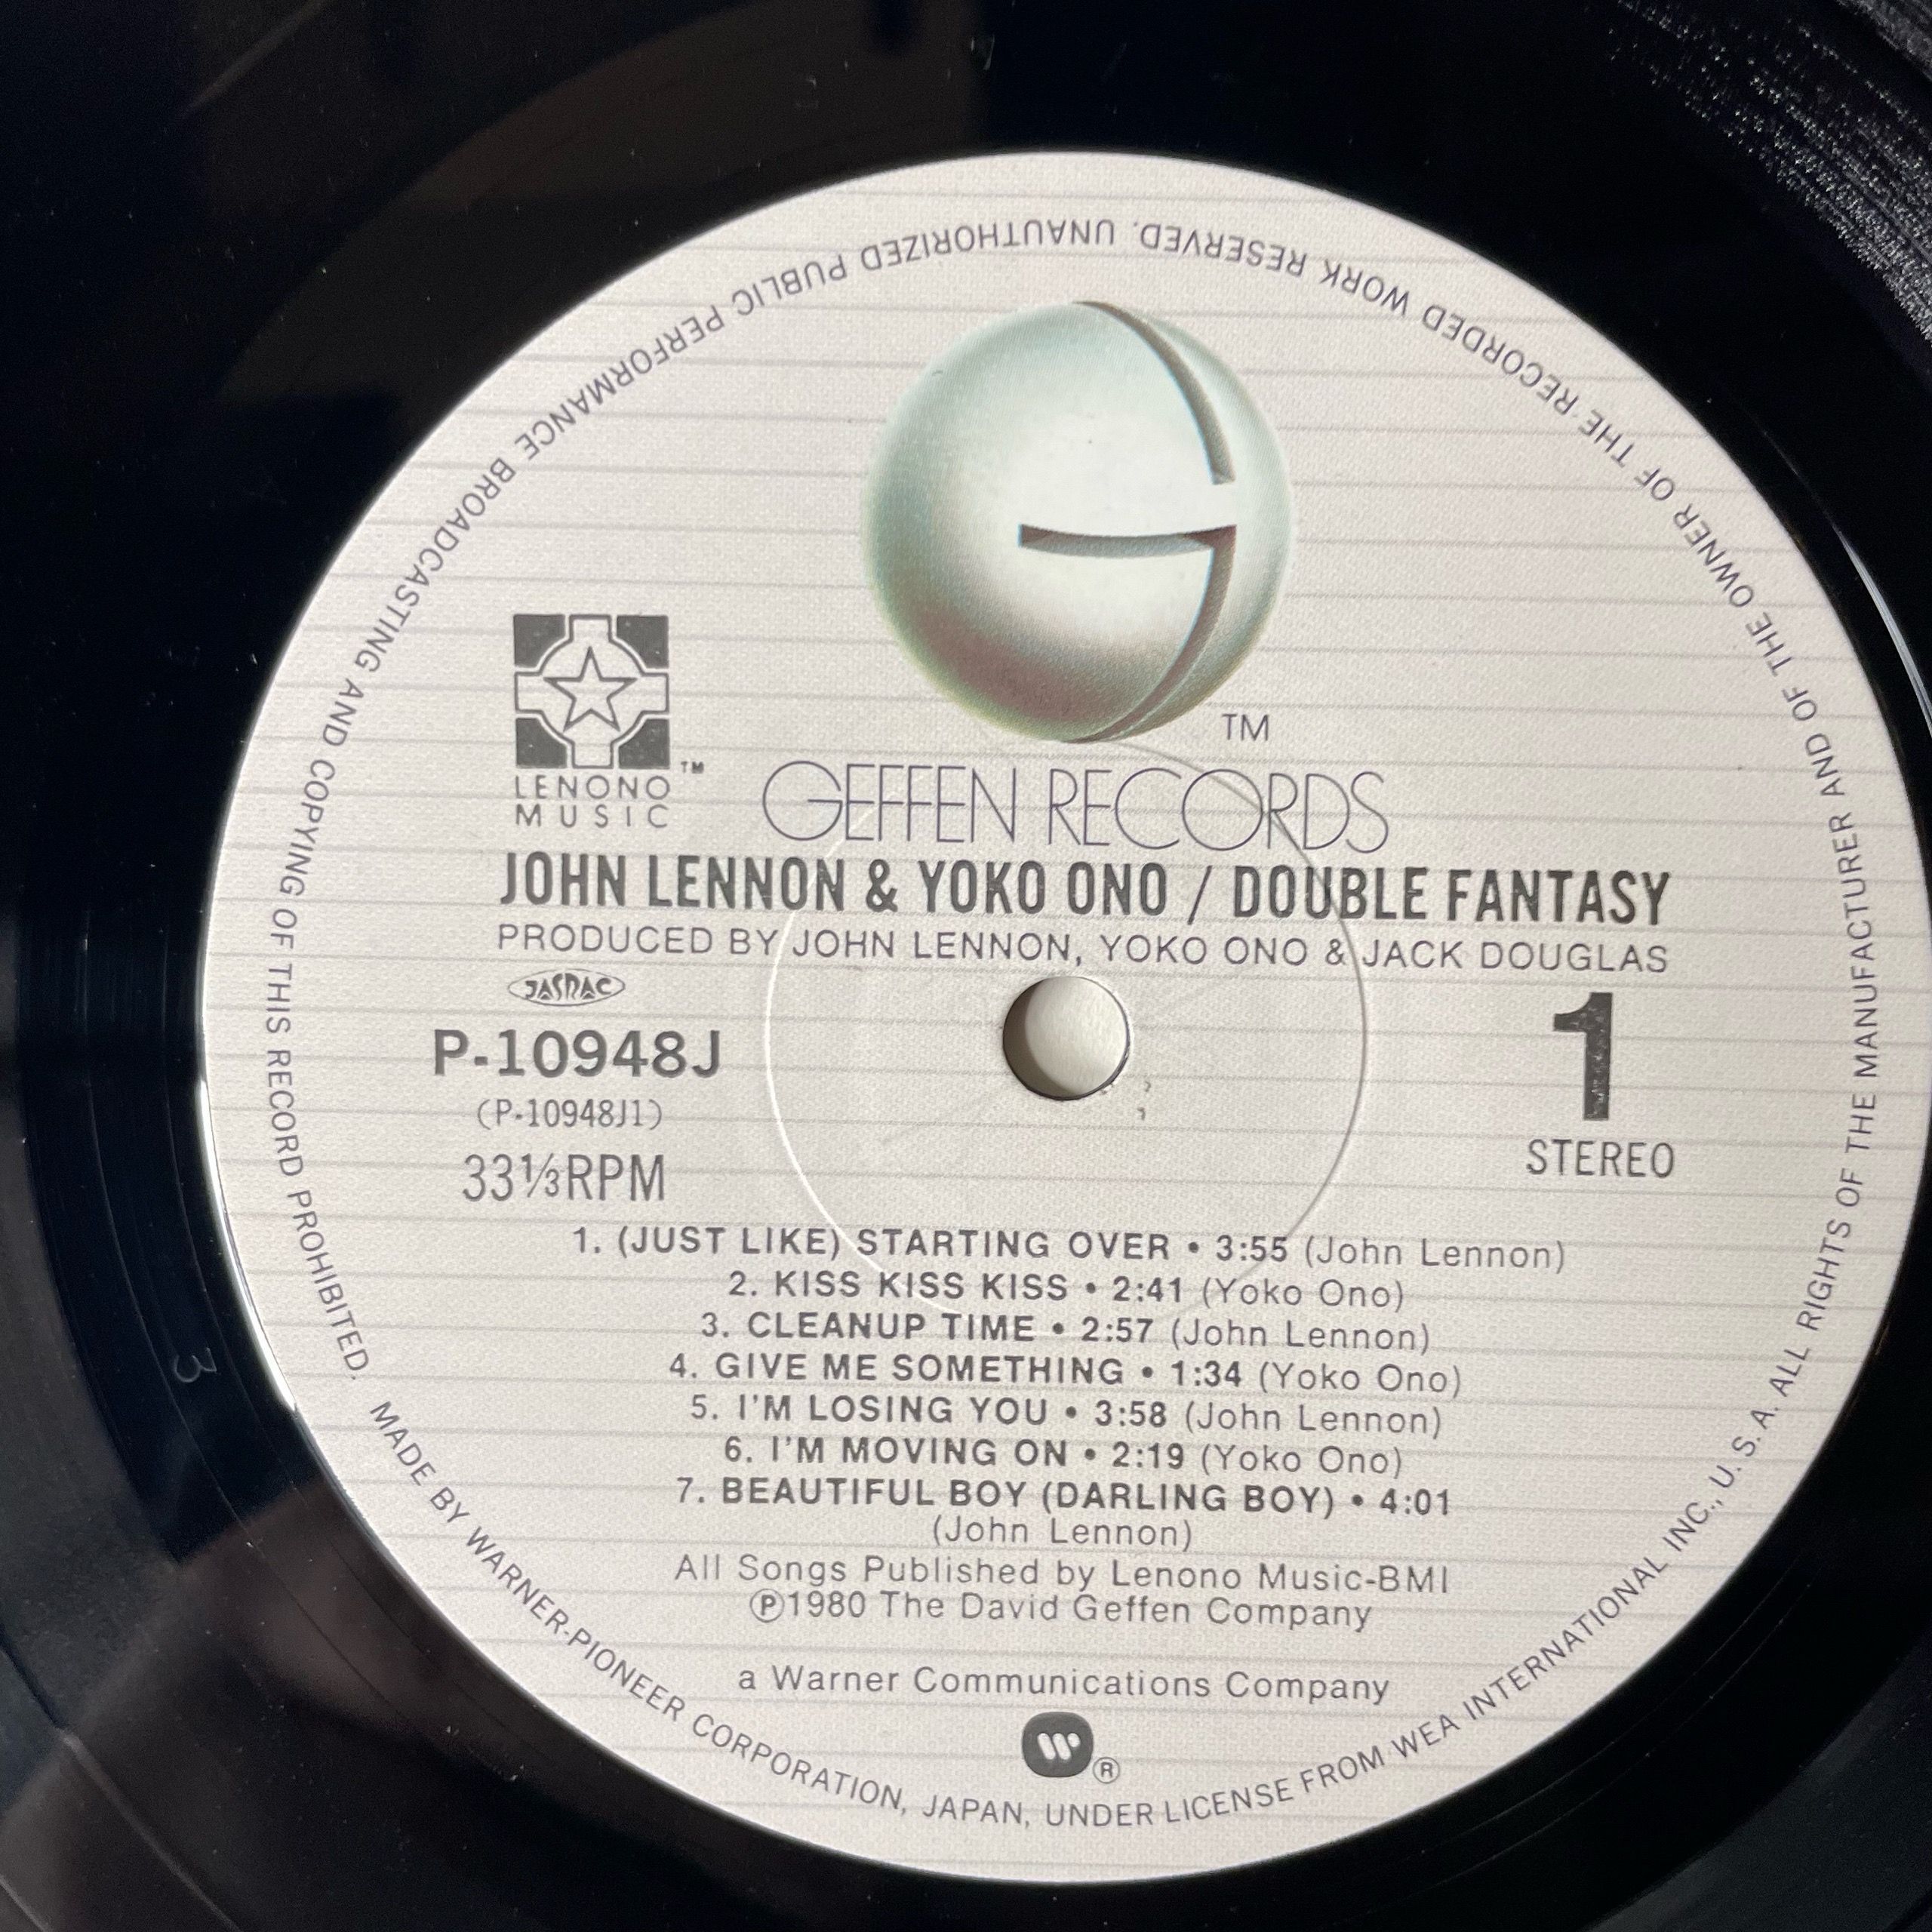 TM
LENONO
MUSIC
TM
GEFFEN RECORDS
JOHN LENNON & YOKO ONO / DOUBLE FANTASY
PRODUCED BY JOHN LENNON, YOKO ONO & JACK DOUGLAS
JASRAC
P-10948J
(P-10948J1)
33⅓RPM
1
STEREO
1. (JUST LIKE) STARTING OVER • 3:55 (John Lennon)
2. KISS KISS KISS • 2:41 (Yoko Ono)
3. CLEANUP TIME • 2:57 (John Lennon)
4. GIVE ME SOMETHING • 1:34 (Yoko Ono)
5. I'M LOSING YOU • 3:58 (John Lennon)
6. I'M MOVING ON • 2:19 (Yoko Ono)
7. BEAUTIFUL BOY (DARLING BOY) • 4:01
(John Lennon)
All Songs Published by Lenono Music-BMI
℗1980 The David Geffen Company
a Warner Communications Company
W ®
MADE BY WARNER-PIONEER CORPORATION, JAPAN, UNDER LICENSE FROM WEA INTERNATIONAL INC., U. S. A. ALL RIGHTS OF THE MANUFACTURER AND OF THE OWNER OF THE RECORDED WORK RESERVED. UNAUTHORIZED PUBLIC PERFORMANCE BROADCASTING AND COPYING OF THIS RECORD PROHIBITED.
3